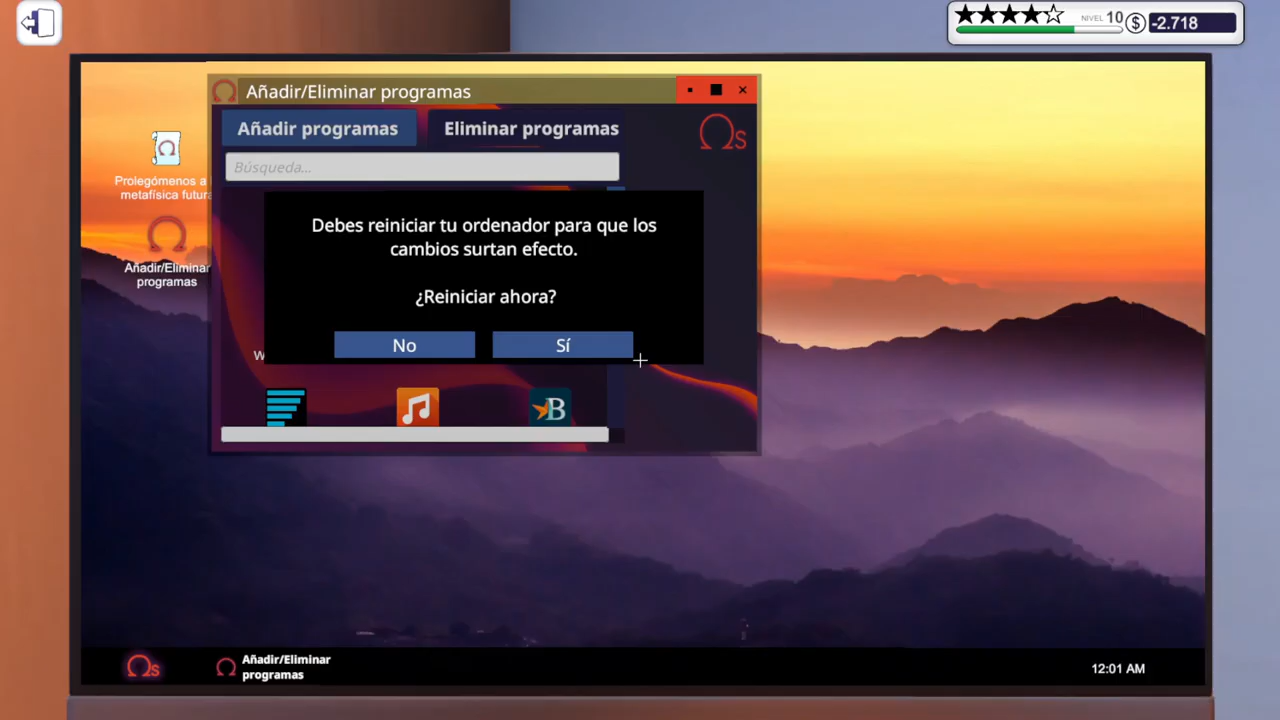 NIVEL 10
$ -2.718
Añadir/Eliminar programas
Añadir programas
Eliminar programas
Ωs
Búsqueda...
Prolegómenos a
metafísica futura
Añadir/Eliminar
programas
Debes reiniciar tu ordenador para que los
cambios surtan efecto.
¿Reiniciar ahora?
No
Sí
W
B
Ωs
Añadir/Eliminar
programas
12:01 AM